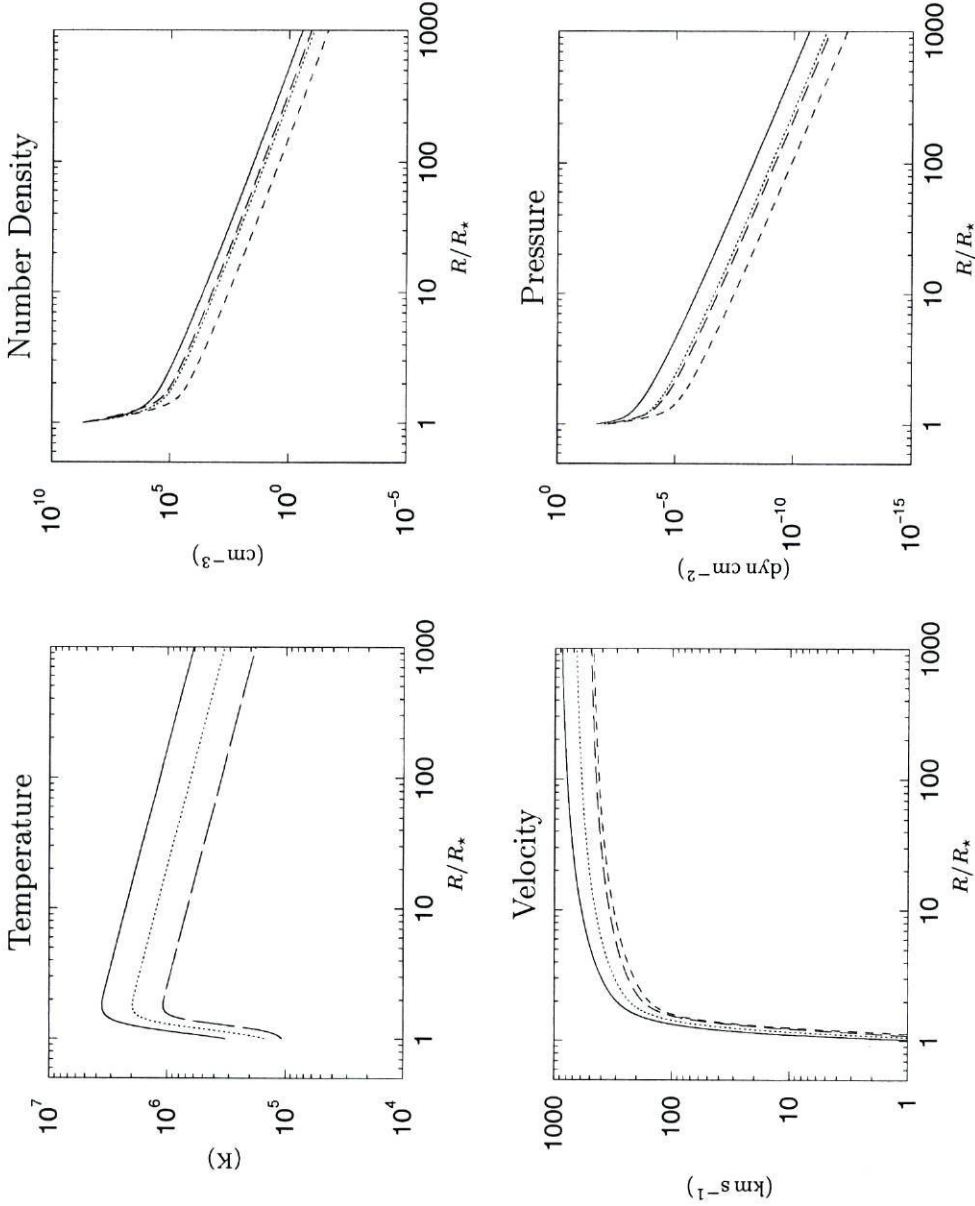 Temperature
10^7
10^6
10^5
10^4
(K)
1
10
100
1000
R/R⋆
Number Density
10^10
10^5
10^0
10^-5
(cm^-3)
1
10
100
1000
R/R⋆
Velocity
1000
100
10
1
(km s^-1)
1
10
100
1000
R/R⋆
Pressure
10^0
10^-5
10^-10
10^-15
(dyn cm^-2)
1
10
100
1000
R/R⋆